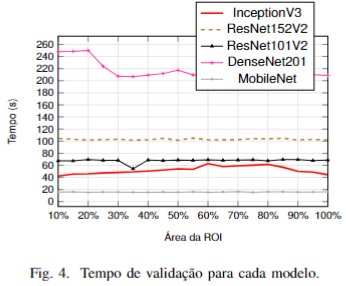 InceptionV3
ResNet152V2
ResNet101V2
DenseNet201
MobileNet
Tempo (s)
260
240
220
200
180
160
140
120
100
80
60
40
20
0
10% 20% 30% 40% 50% 60% 70% 80% 90% 100%
Área da ROI
Fig. 4. Tempo de validação para cada modelo.